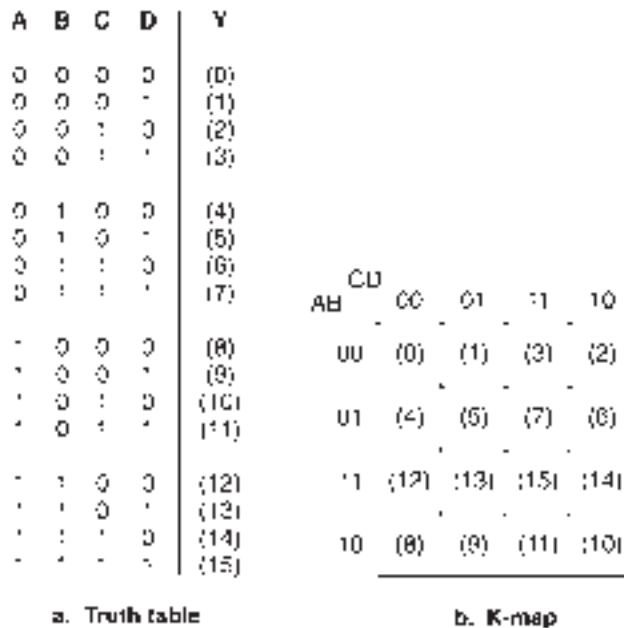 A B C D Y
0 0 0 0 (0)
0 0 0 1 (1)
0 0 1 0 (2)
0 0 1 1 (3)
0 1 0 0 (4)
0 1 0 1 (5)
0 1 1 0 (6)
0 1 1 1 (7)
1 0 0 0 (8)
1 0 0 1 (9)
1 0 1 0 (10)
1 0 1 1 (11)
1 1 0 0 (12)
1 1 0 1 (13)
1 1 1 0 (14)
1 1 1 1 (15)
a. Truth table
CD
AB 00 01 11 10
00 (0) (1) (3) (2)
01 (4) (5) (7) (6)
11 (12) (13) (15) (14)
10 (8) (9) (11) (10)
b. K-map